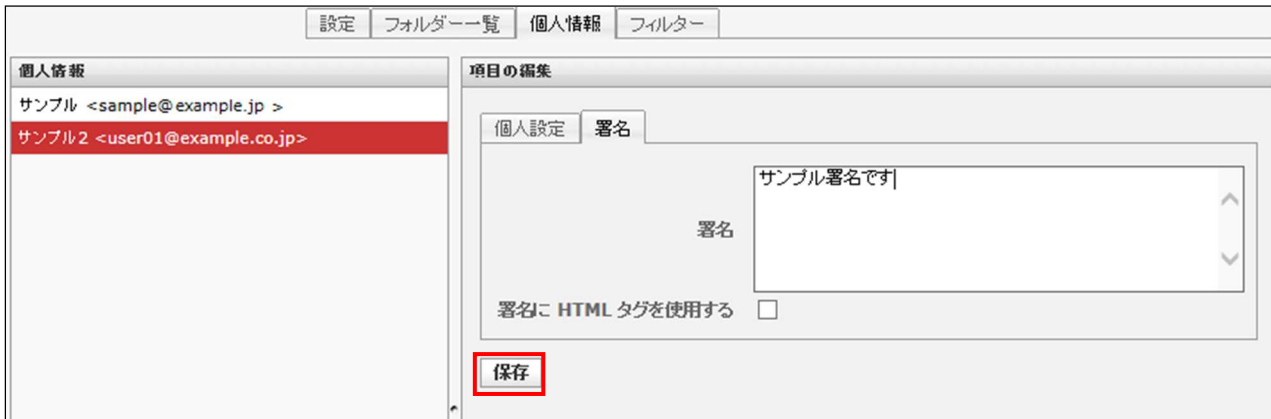 設定 フォルダー一覧 個人情報 フィルター
個人情報
サンプル <sample@example.jp >
サンプル2 <user01@example.co.jp>
項目の編集
個人設定 署名
署名 サンプル署名です
署名に HTML タグを使用する
保存